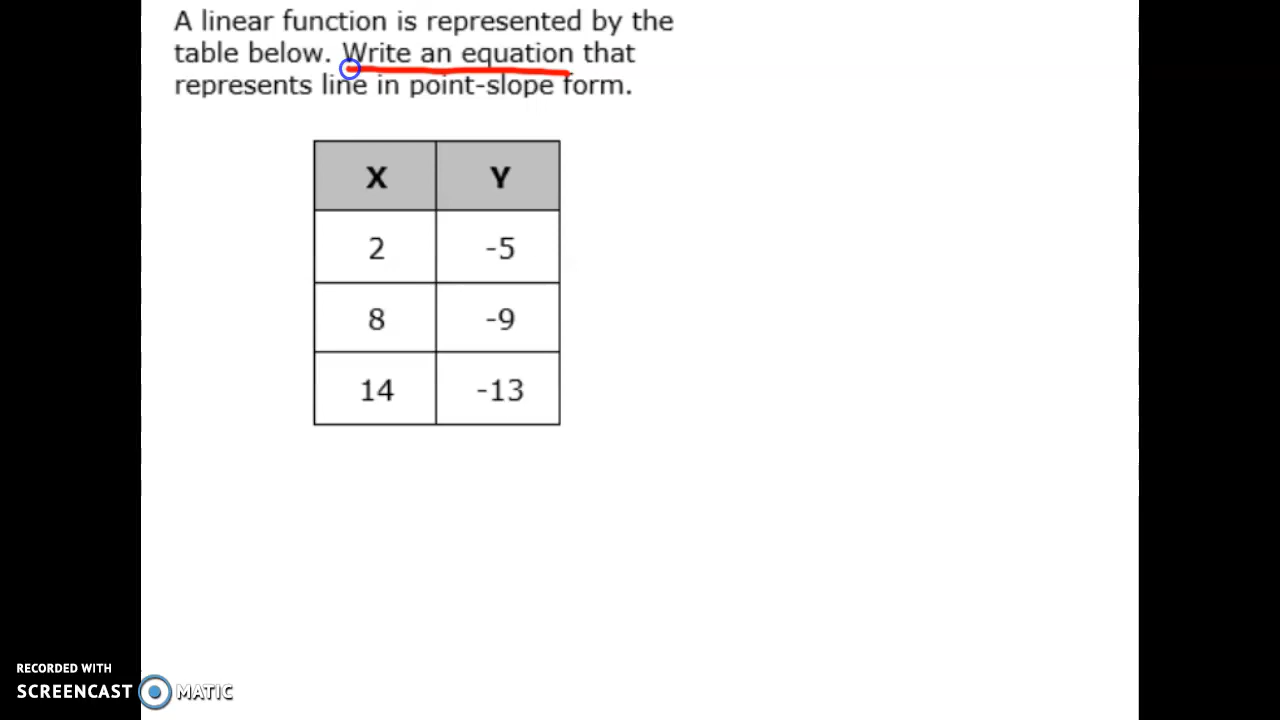 A linear function is represented by the
table below. Write an equation that
represents line in point-slope form.
X Y
2 -5
8 -9
14 -13
RECORDED WITH
SCREENCAST MATIC